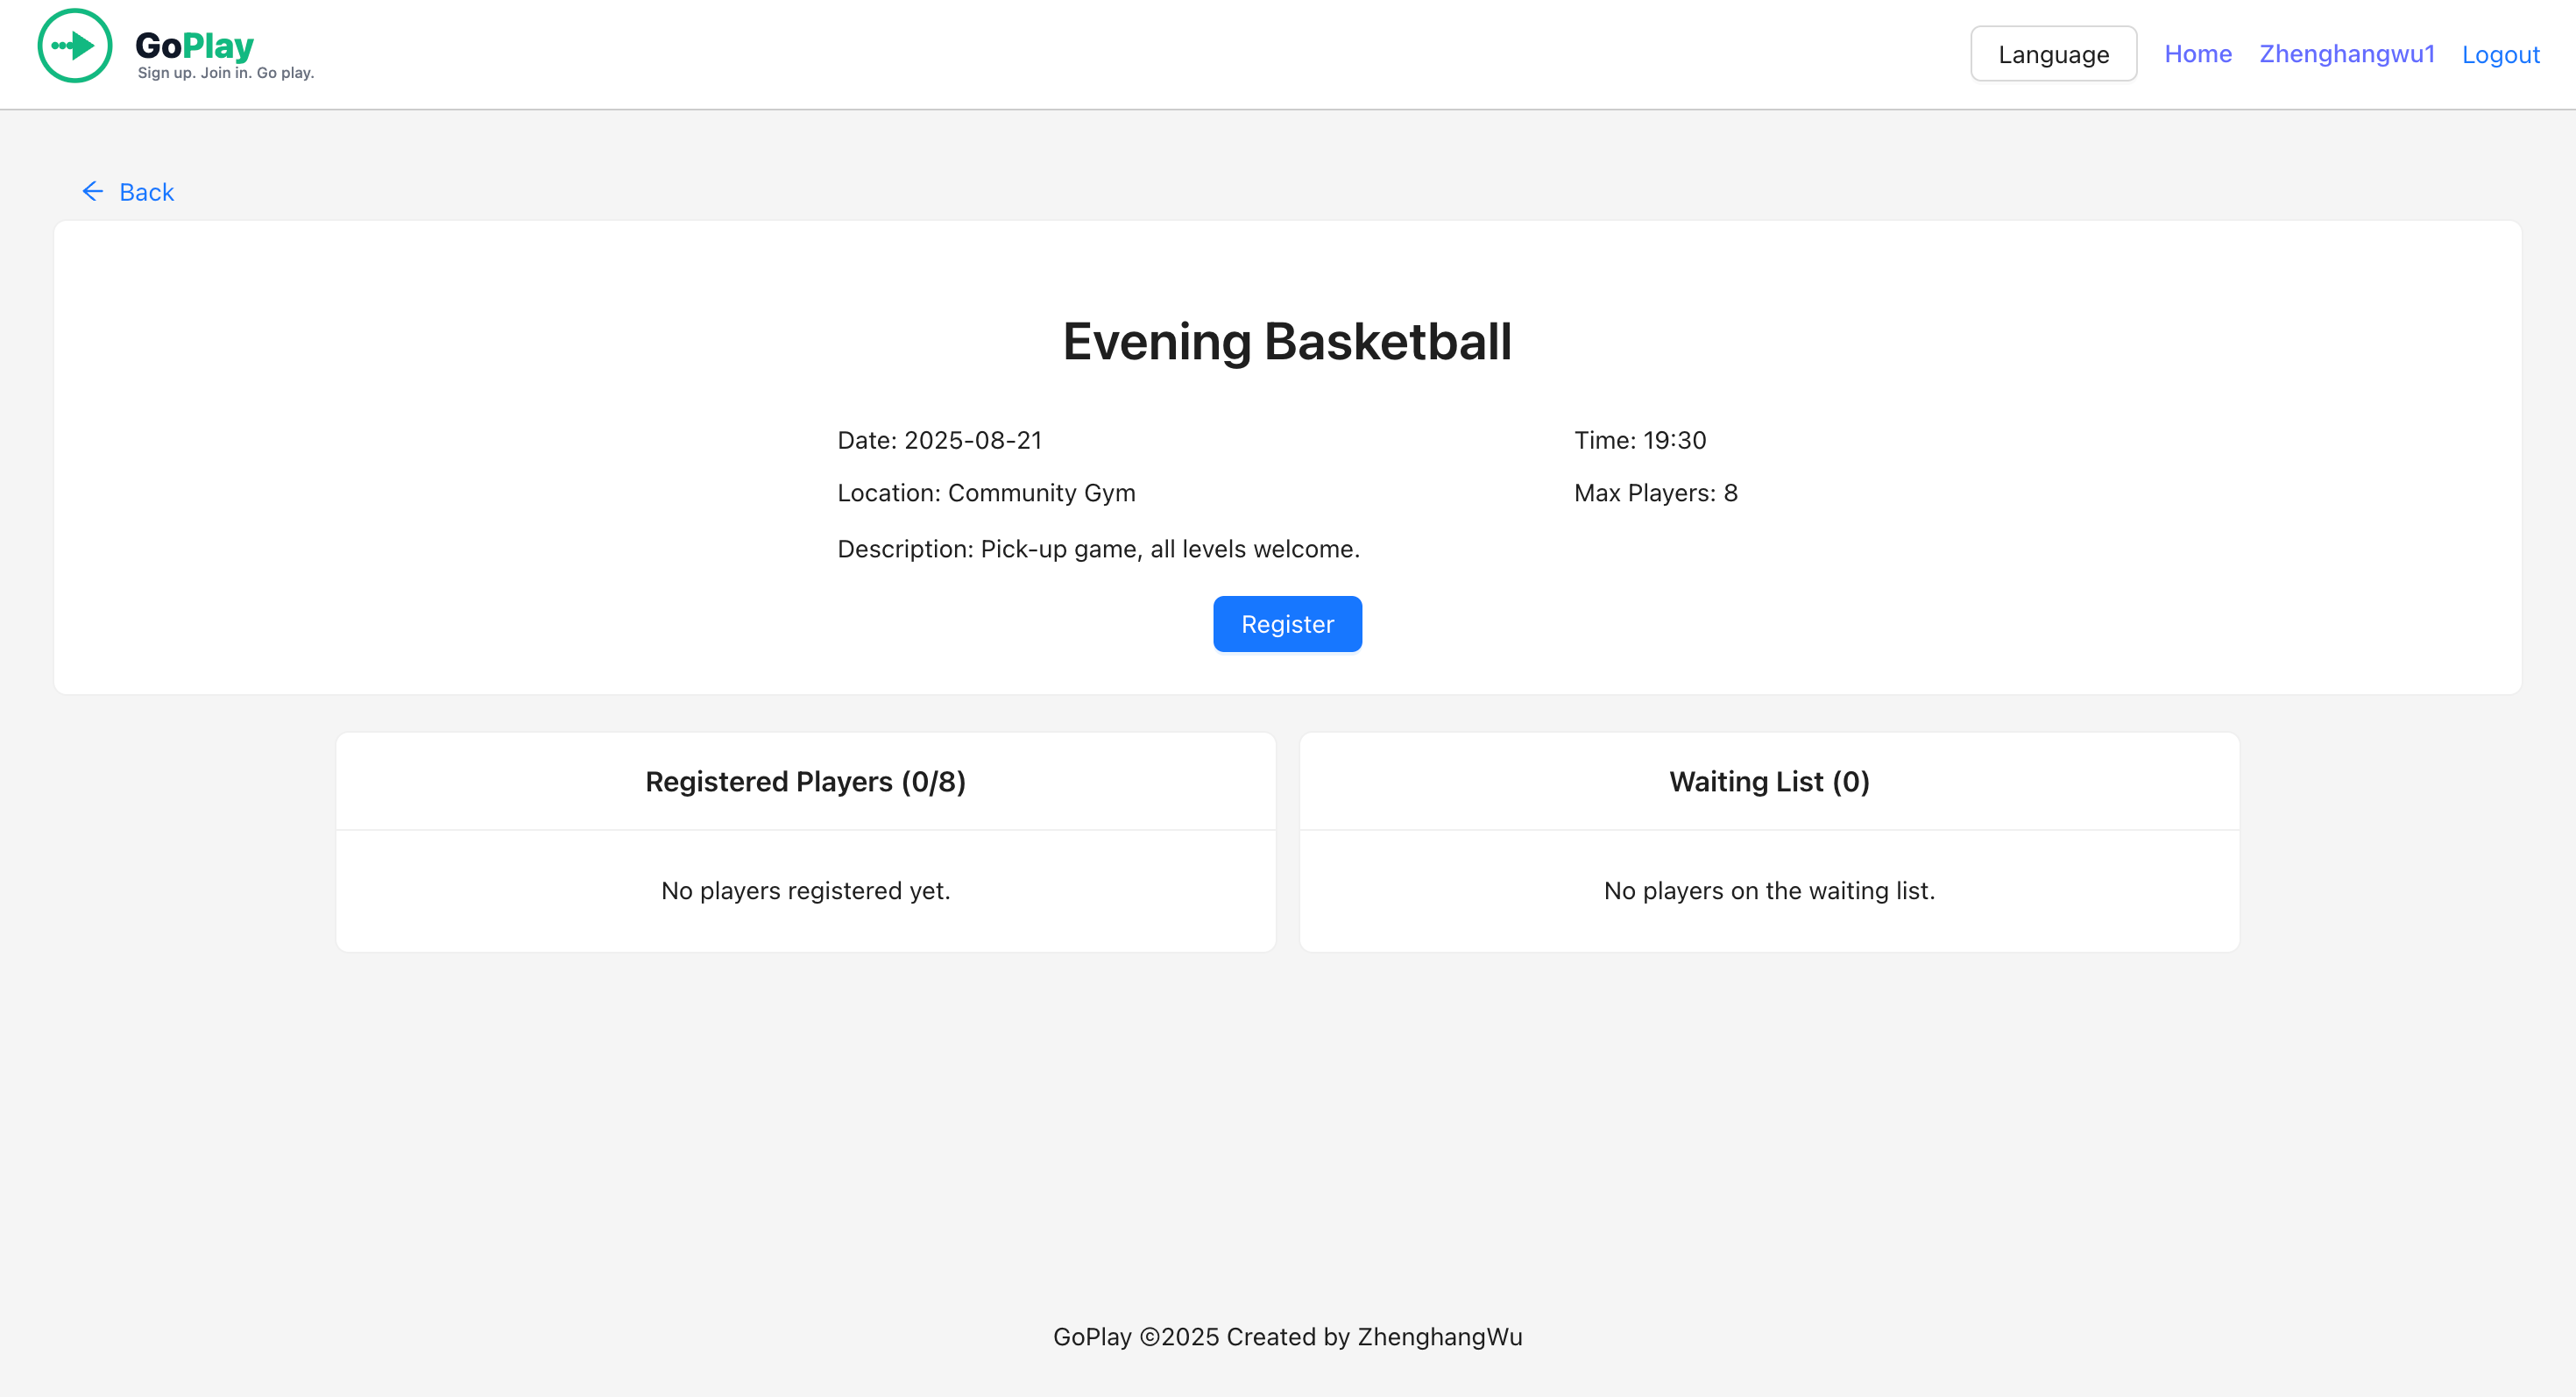 GoPlay
Sign up. Join in. Go play.
Language Home Zhenghangwu1 Logout
← Back
Evening Basketball
Date: 2025-08-21 Time: 19:30
Location: Community Gym Max Players: 8
Description: Pick-up game, all levels welcome.
Register
Registered Players (0/8)
No players registered yet.
Waiting List (0)
No players on the waiting list.
GoPlay ©2025 Created by ZhenghangWu